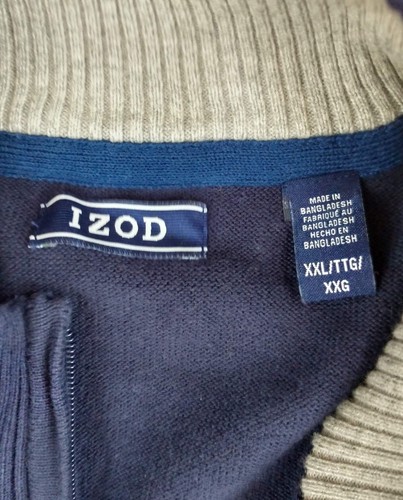 IZOD
MADE IN
BANGLADESH
FABRIQUÉ AU
BANGLADESH
HECHO EN
BANGLADESH
XXL/TTG/
XXG